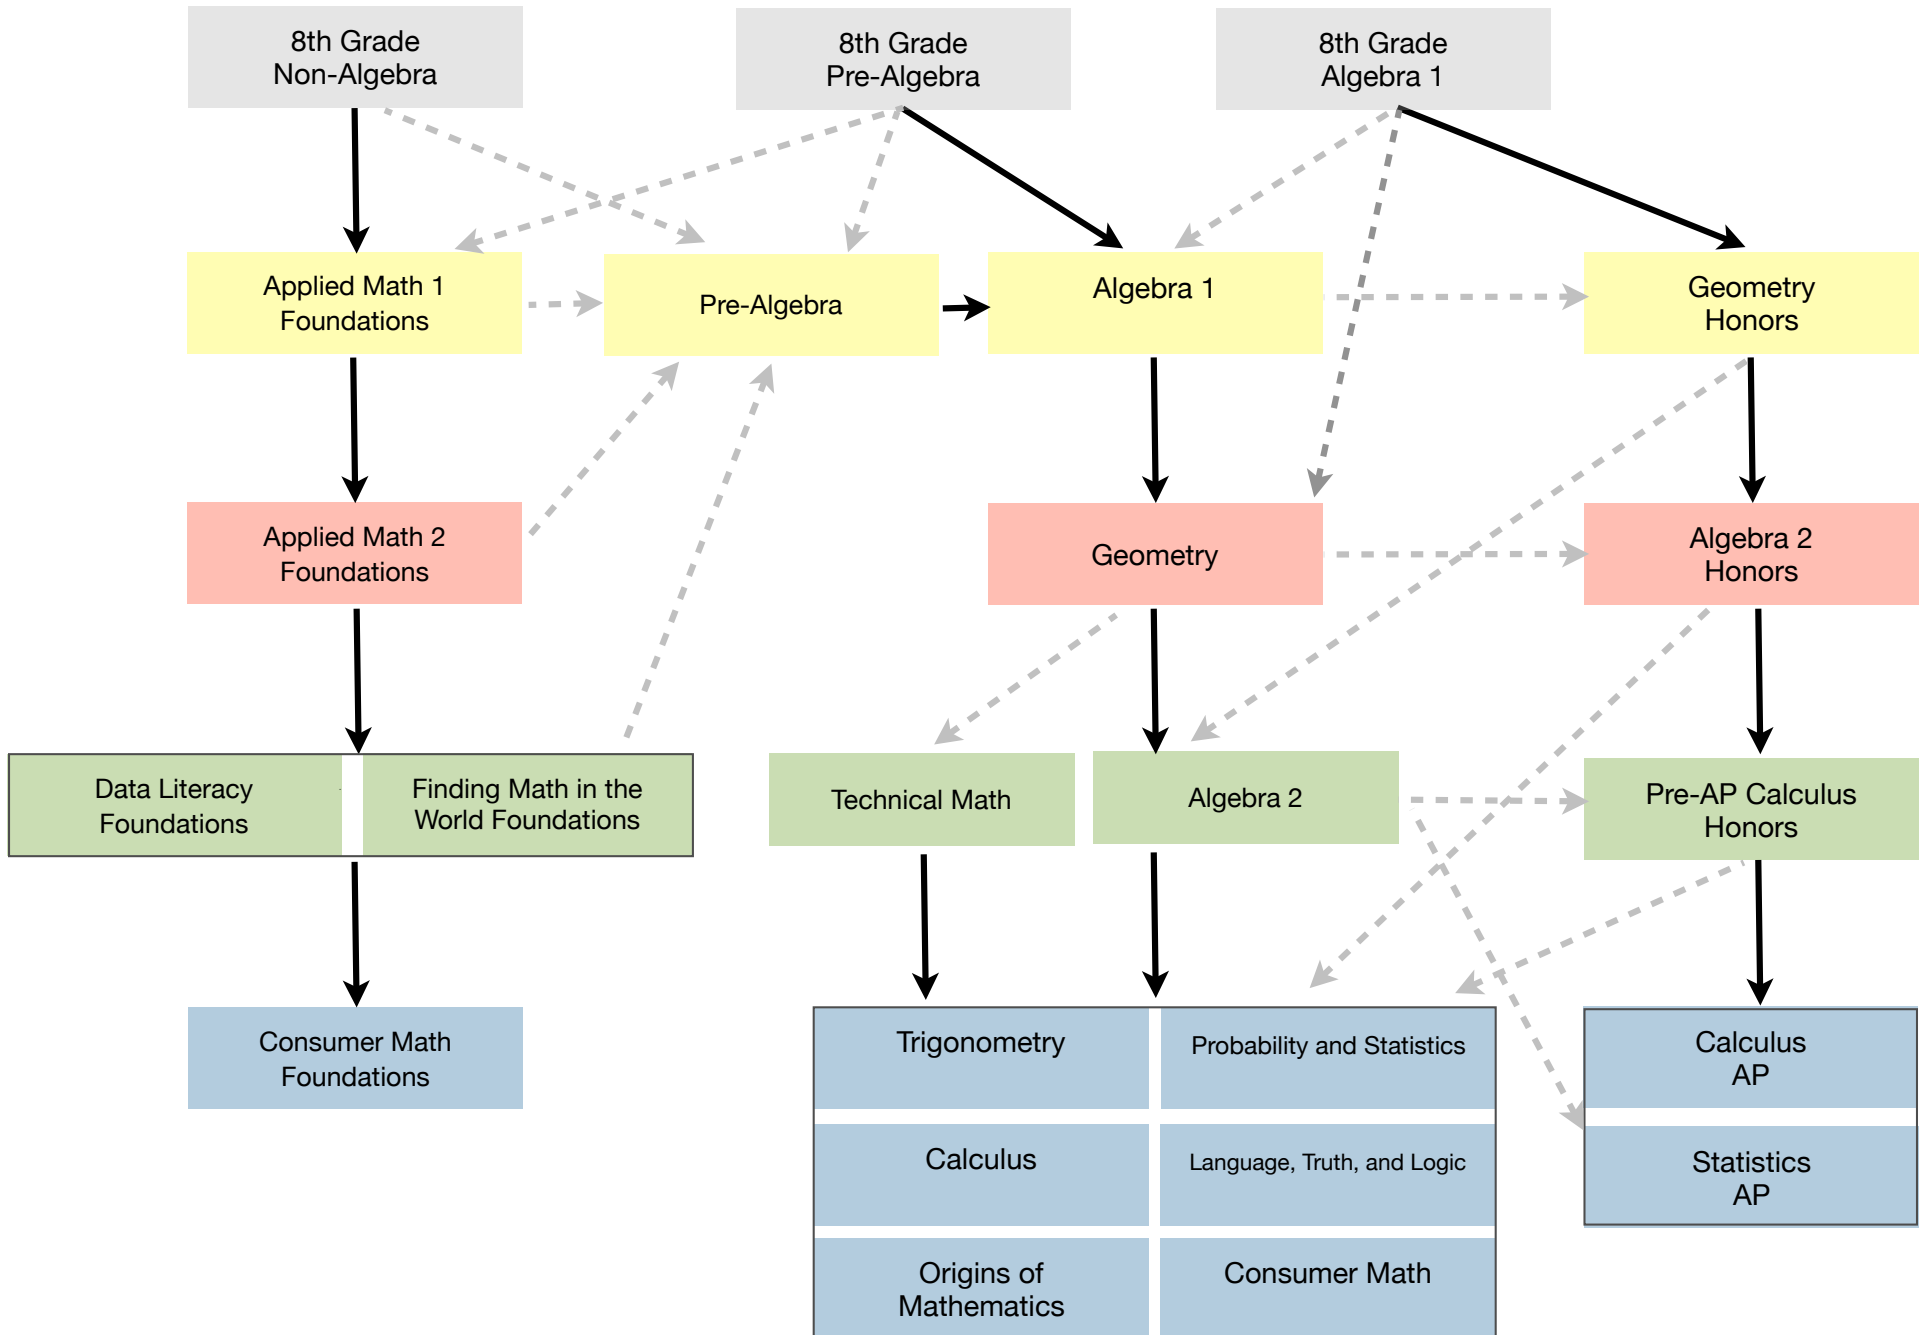 8th Grade
Non-Algebra
8th Grade
Pre-Algebra
8th Grade
Algebra 1
Applied Math 1
Foundations
Pre-Algebra
Algebra 1
Geometry
Honors
Applied Math 2
Foundations
Geometry
Algebra 2
Honors
Data Literacy
Foundations
Finding Math in the
World Foundations
Technical Math
Algebra 2
Pre-AP Calculus
Honors
Consumer Math
Foundations
Trigonometry
Probability and Statistics
Calculus
AP
Calculus
Language, Truth, and Logic
Statistics
AP
Origins of
Mathematics
Consumer Math